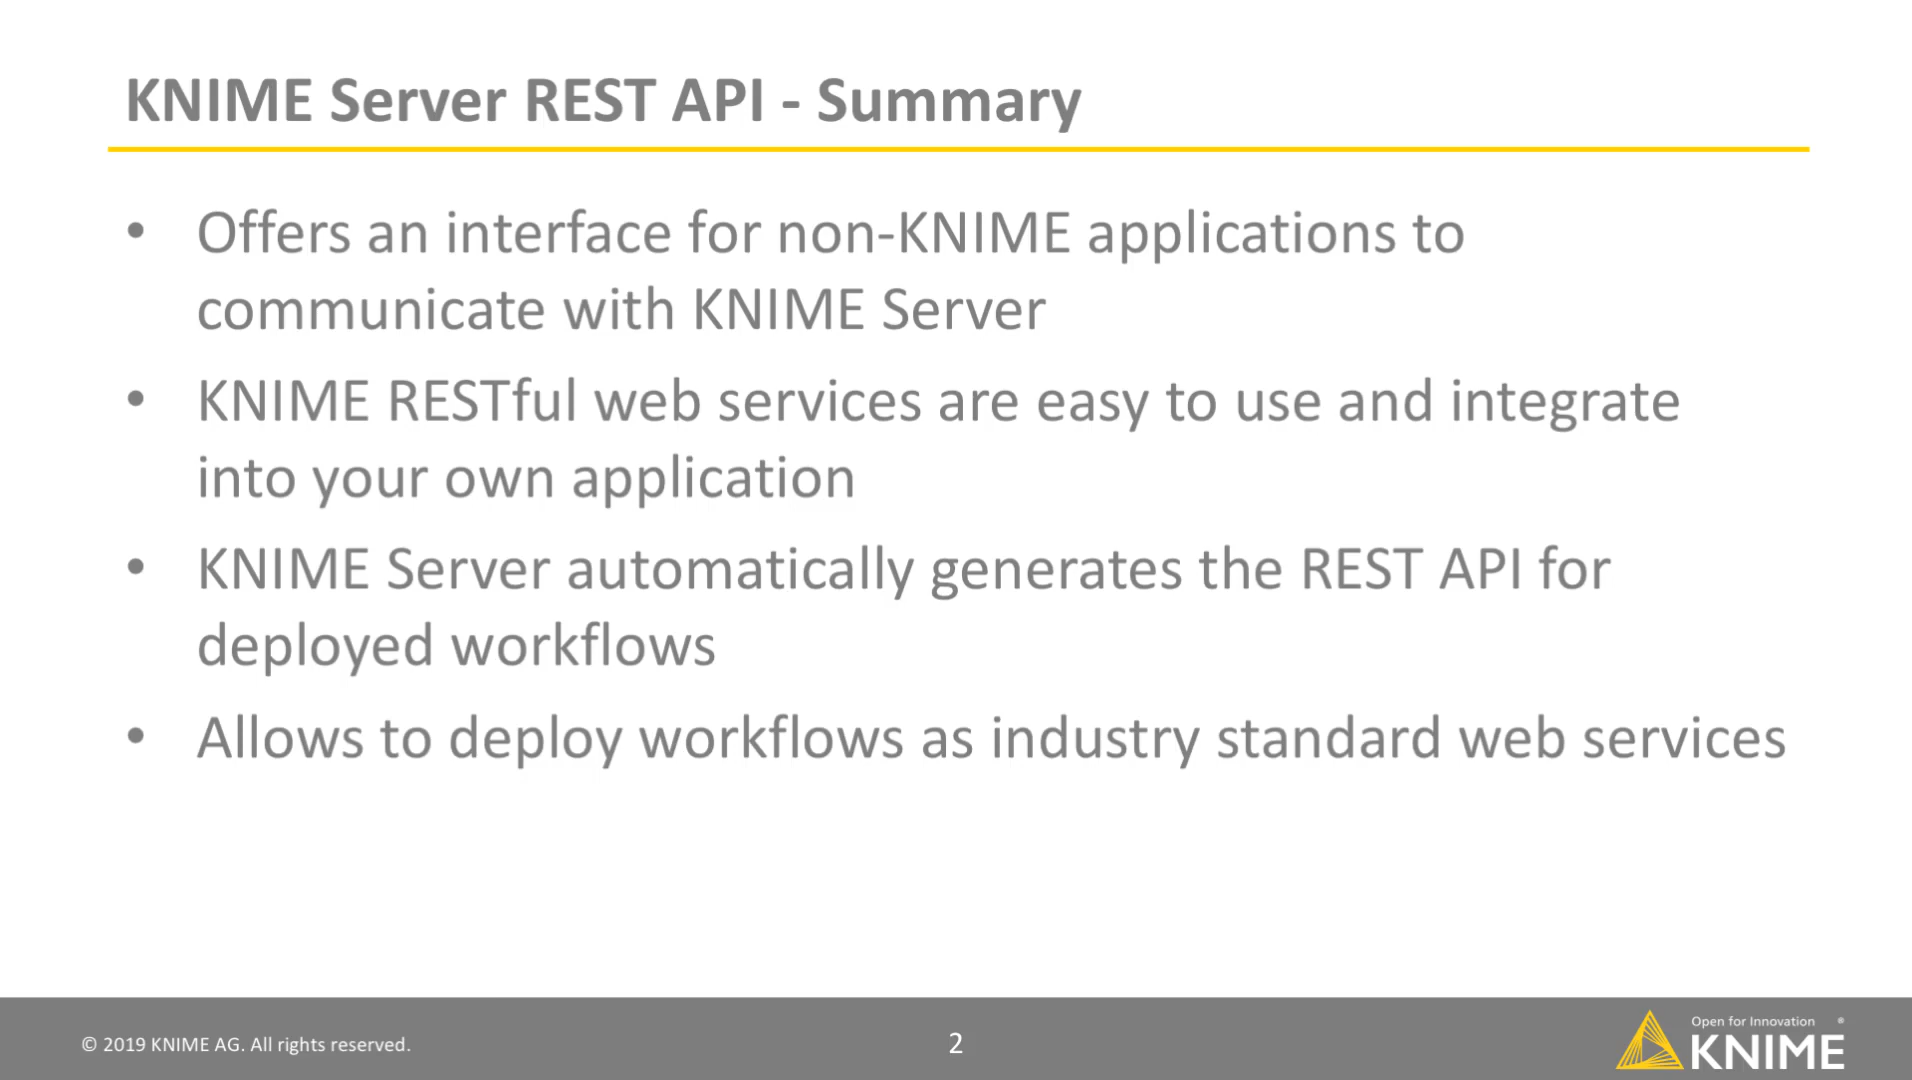 KNIME Server REST API - Summary
• Offers an interface for non-KNIME applications to
communicate with KNIME Server
• KNIME RESTful web services are easy to use and integrate
into your own application
• KNIME Server automatically generates the REST API for
deployed workflows
• Allows to deploy workflows as industry standard web services
© 2019 KNIME AG. All rights reserved.
2
Open for Innovation ®
KNIME